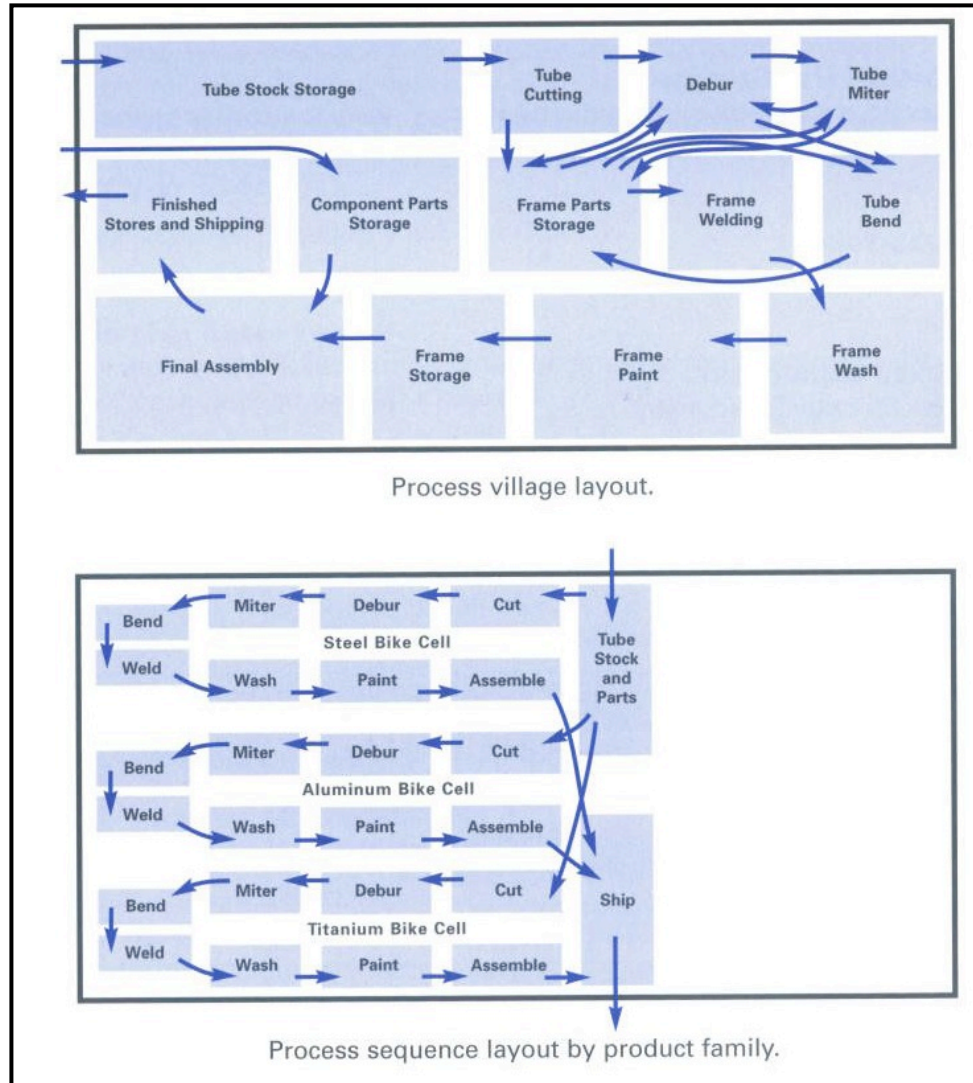 Tube Stock Storage
Tube
Cutting
Debur
Tube
Miter
Finished
Stores and Shipping
Component Parts
Storage
Frame Parts
Storage
Frame
Welding
Tube
Bend
Final Assembly
Frame
Storage
Frame
Paint
Frame
Wash
Process village layout.
Bend
Miter
Debur
Cut
Tube
Stock
and
Parts
Steel Bike Cell
Weld
Wash
Paint
Assemble
Bend
Miter
Debur
Cut
Aluminum Bike Cell
Weld
Wash
Paint
Assemble
Bend
Miter
Debur
Cut
Ship
Titanium Bike Cell
Weld
Wash
Paint
Assemble
Process sequence layout by product family.